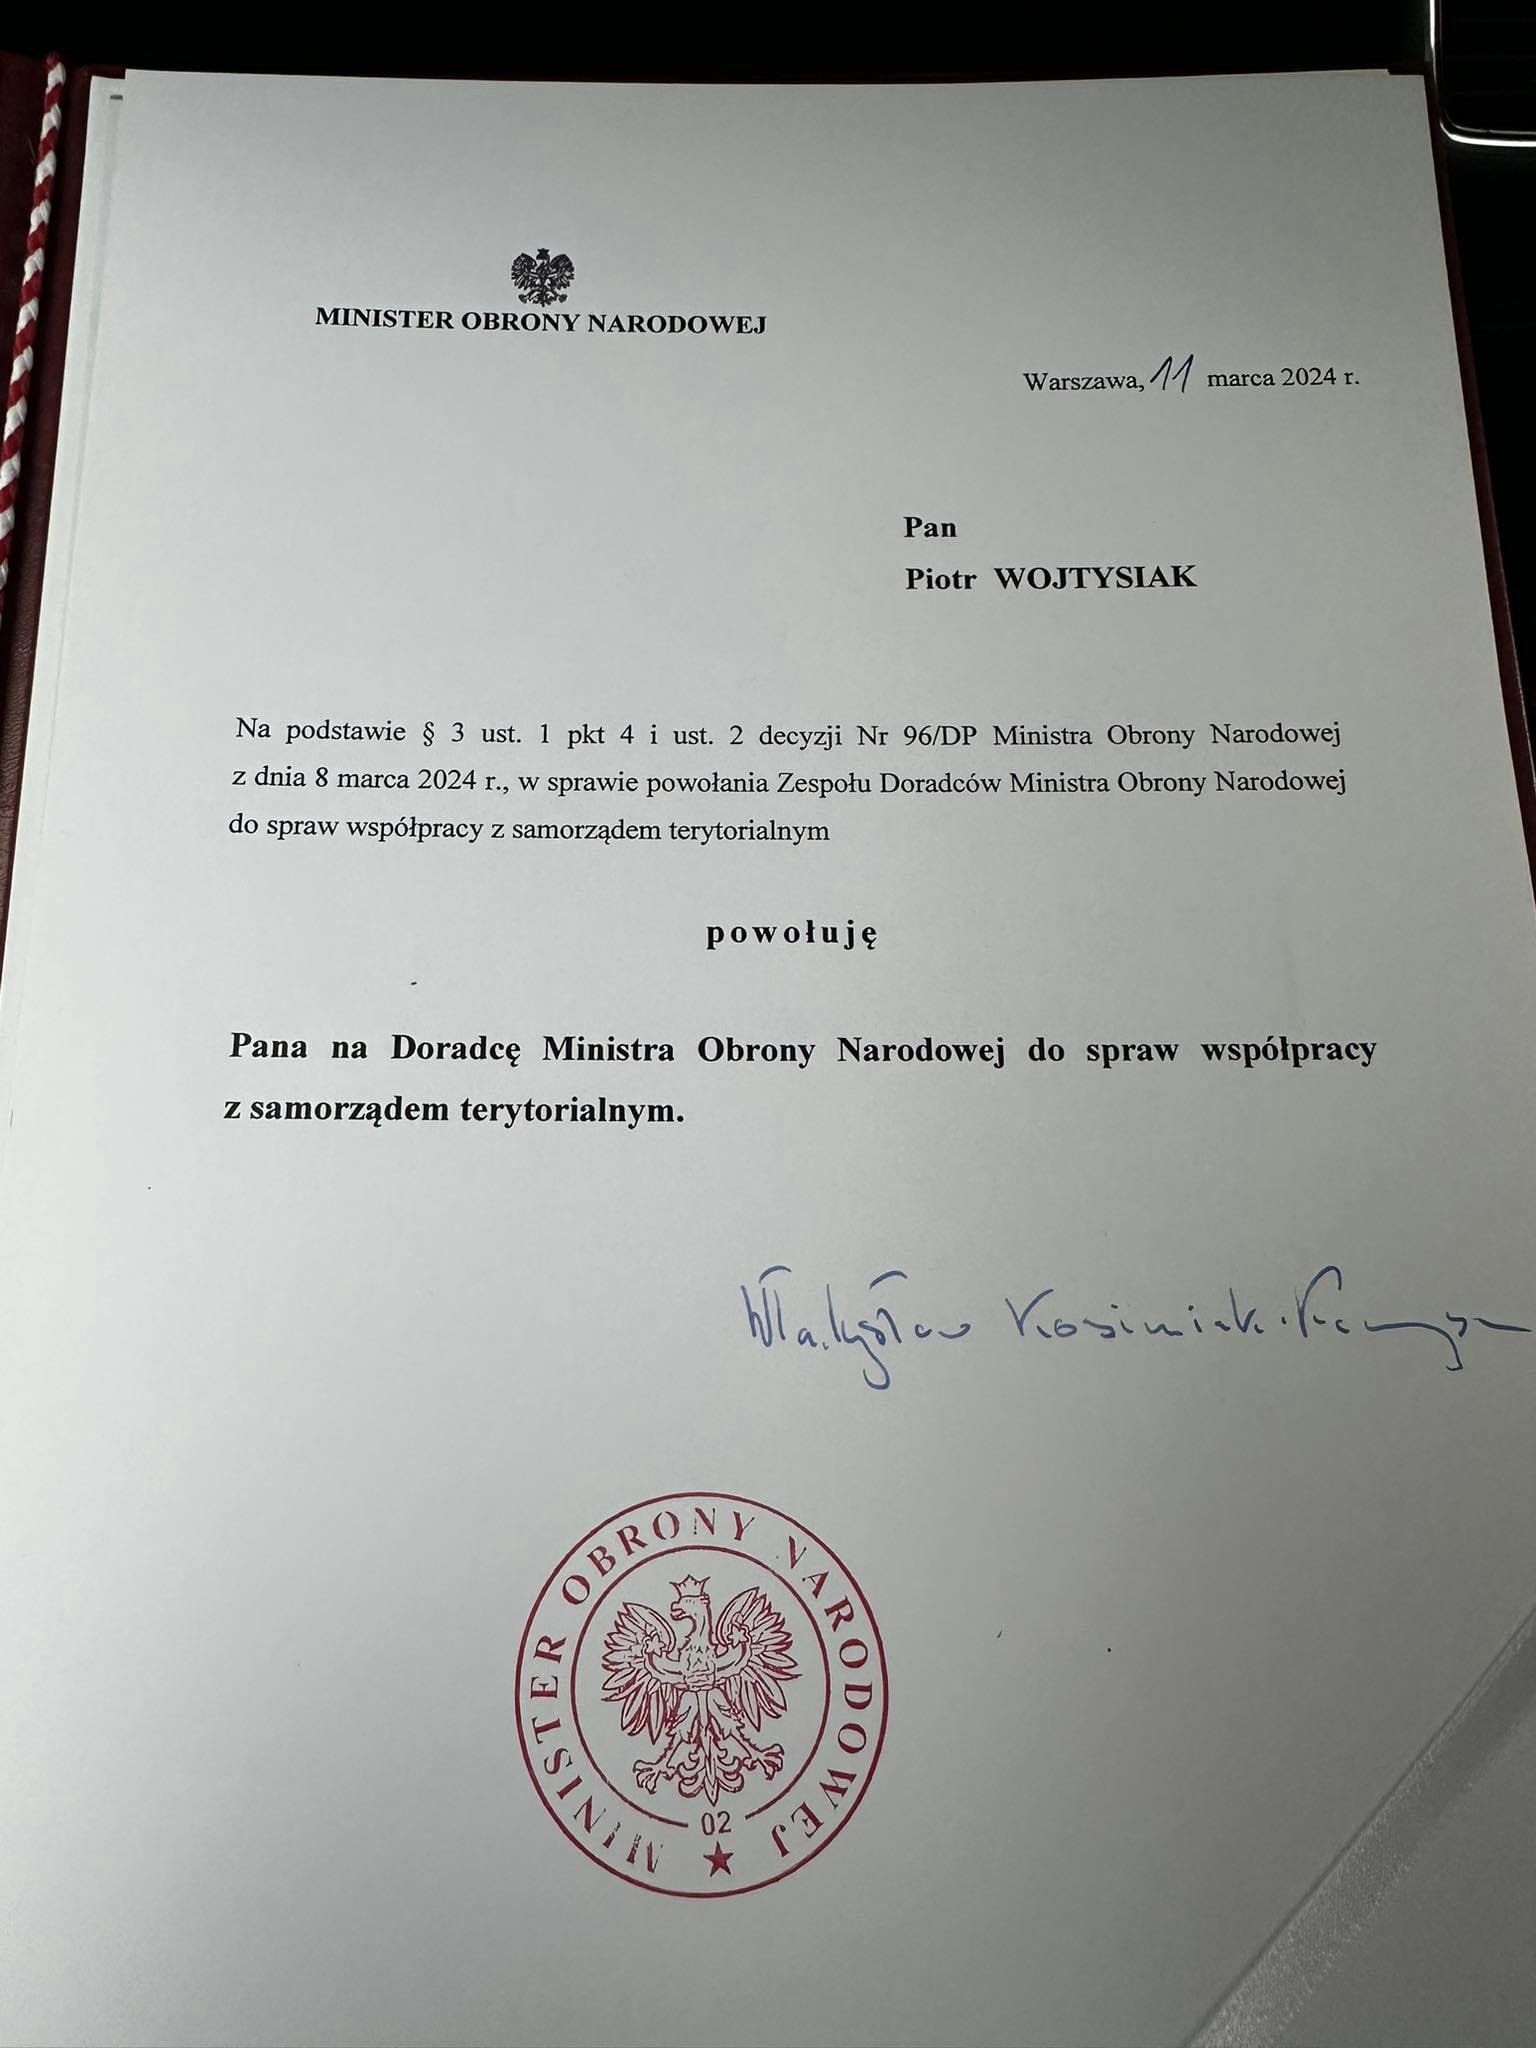 MINISTER OBRONY NARODOWEJ
Warszawa, 11 marca 2024 r.
Pan
Piotr WOJTYSIAK
Na podstawie § 3 ust. 1 pkt 4 i ust. 2 decyzji Nr 96/DP Ministra Obrony Narodowej
z dnia 8 marca 2024 r., w sprawie powołania Zespołu Doradców Ministra Obrony Narodowej
do spraw współpracy z samorządem terytorialnym
powołuję
Pana na Doradcę Ministra Obrony Narodowej do spraw współpracy
z samorządem terytorialnym.
Władysław Kosiniak-Kamysz
MINISTER OBRONY NARODOWEJ
02